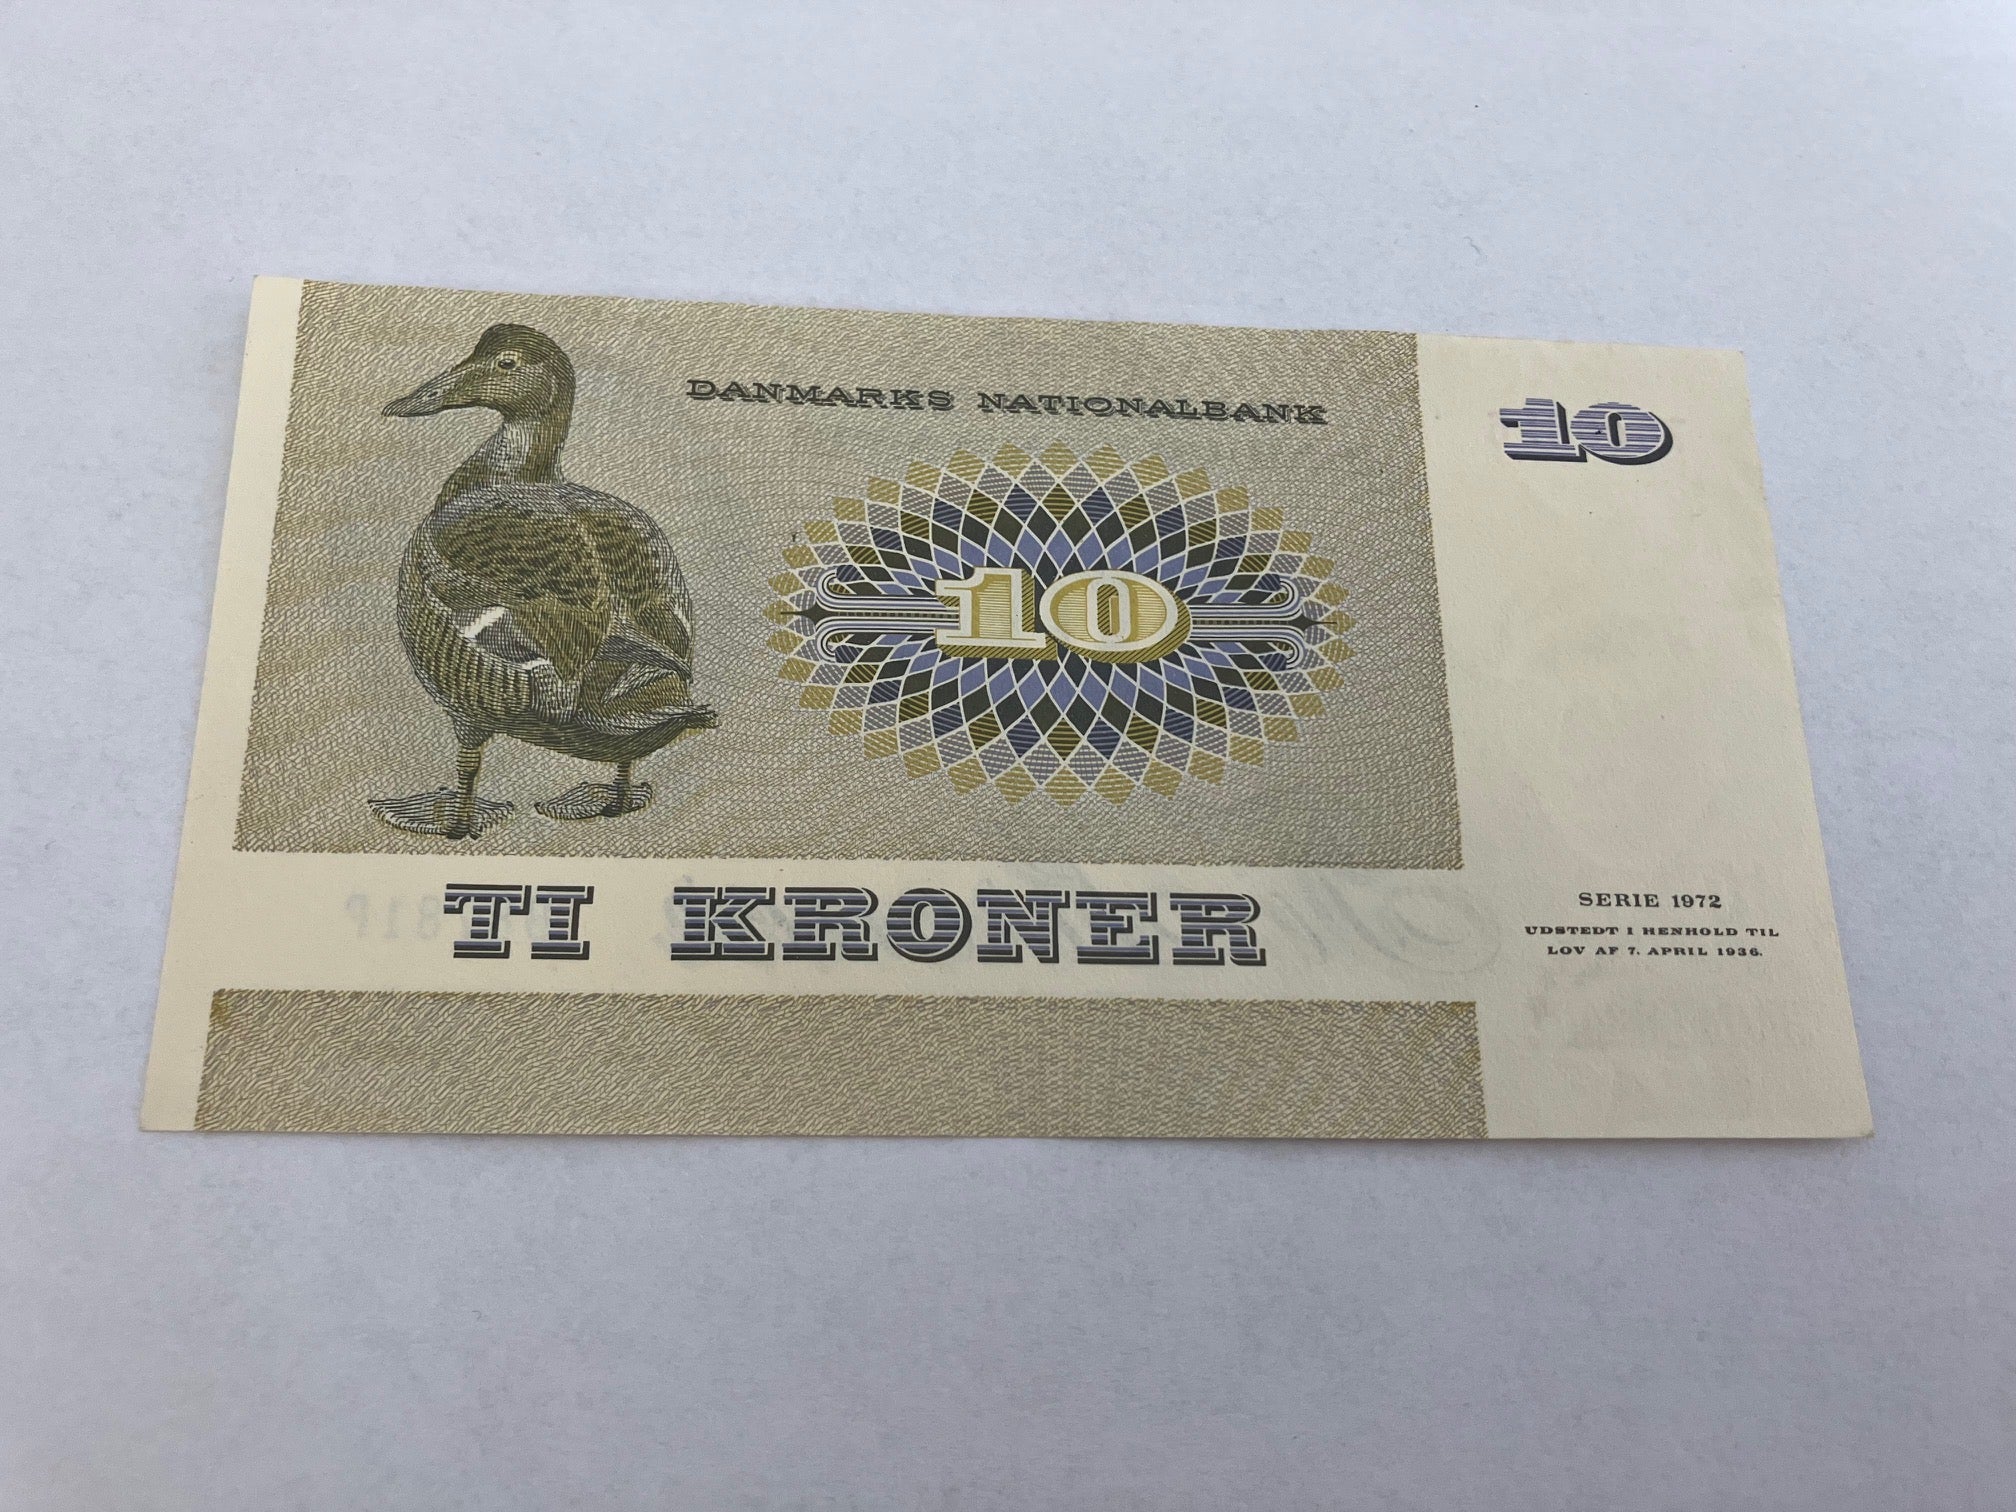 DANMARKS NATIONALBANK
10
10
TI KRONER
SERIE 1972
UDSTEDT I HENHOLD TIL
LOV AF 7. APRIL 1936.